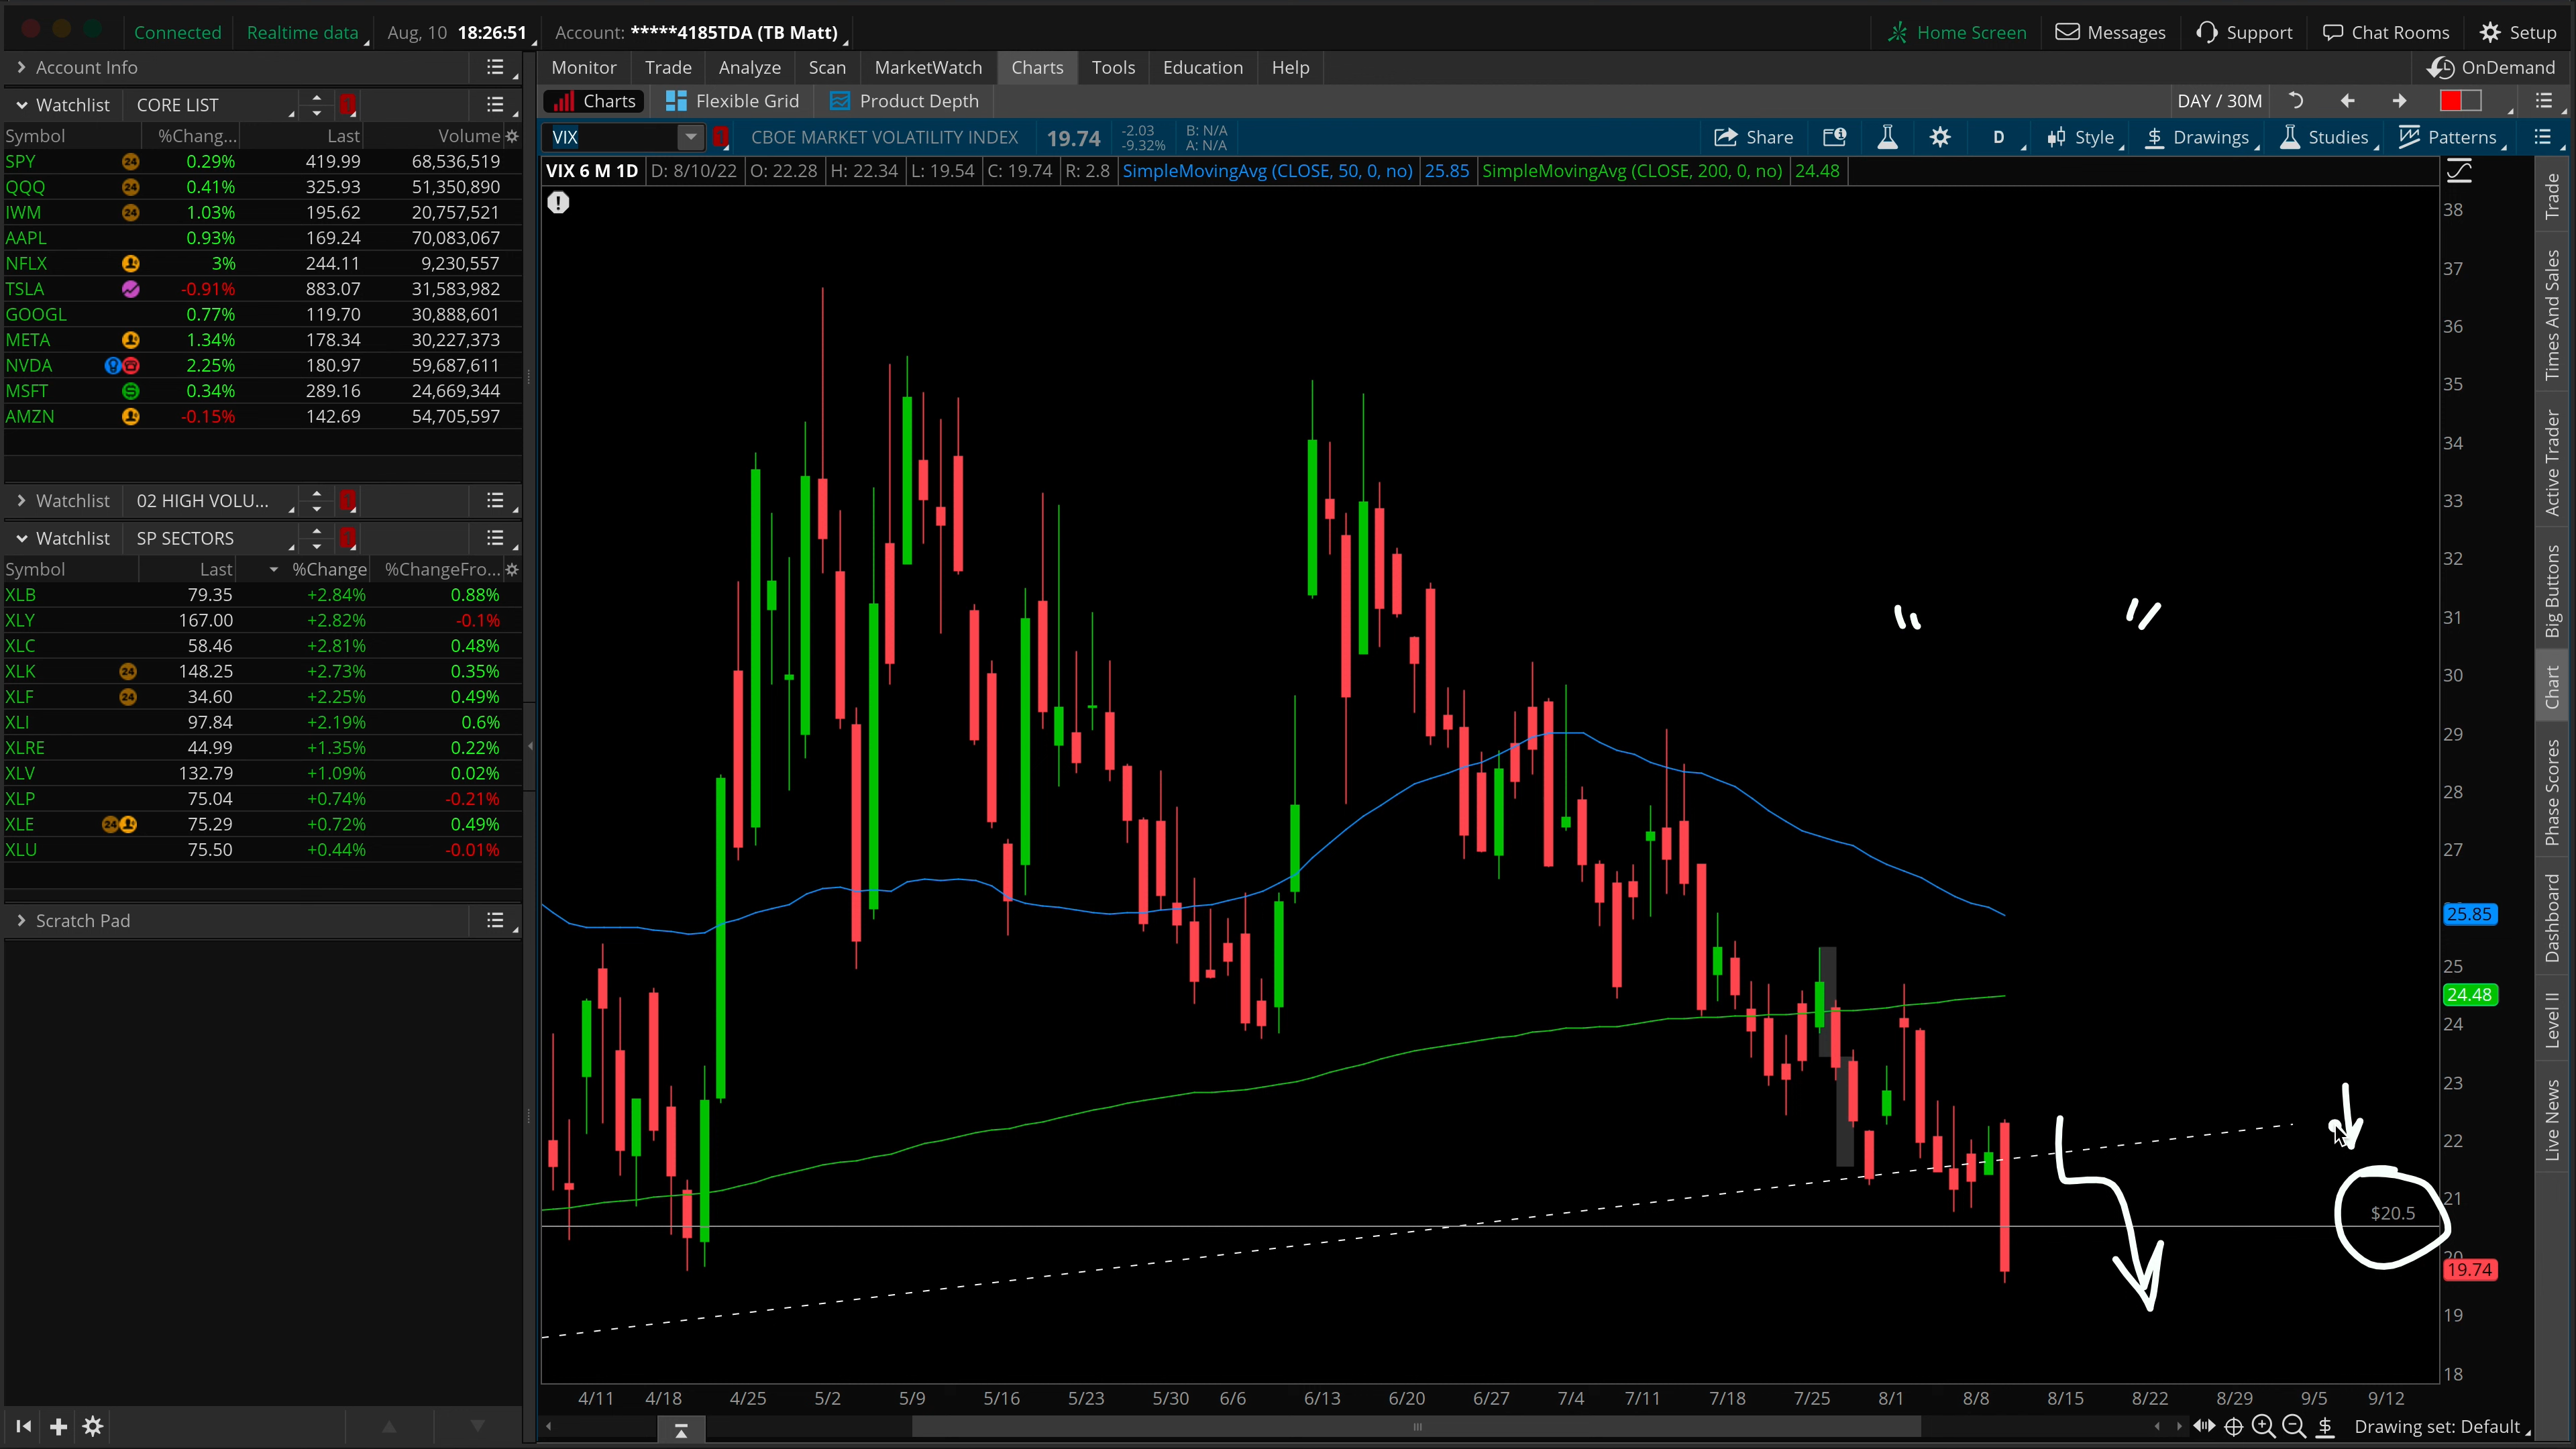 Connected Realtime data Aug, 10 18:26:51 Account: *****4185TDA (TB Matt) Home Screen Messages Support Chat Rooms Setup
Account Info
Monitor Trade Analyze Scan MarketWatch Charts Tools Education Help OnDemand
Watchlist CORE LIST
Charts Flexible Grid Product Depth DAY / 30M
Symbol %Chang... Last Volume
SPY 24 0.29% 419.99 68,536,519
QQQ 24 0.41% 325.93 51,350,890
IWM 24 1.03% 195.62 20,757,521
AAPL 0.93% 169.24 70,083,067
NFLX 3% 244.11 9,230,557
TSLA -0.91% 883.07 31,583,982
GOOGL 0.77% 119.70 30,888,601
META 1.34% 178.34 30,227,373
NVDA 2.25% 180.97 59,687,611
MSFT 0.34% 289.16 24,669,344
AMZN -0.15% 142.69 54,705,597
Watchlist 02 HIGH VOLU...
Watchlist SP SECTORS
Symbol Last %Change %ChangeFro...
XLB 79.35 +2.84% 0.88%
XLY 167.00 +2.82% -0.1%
XLC 58.46 +2.81% 0.48%
XLK 24 148.25 +2.73% 0.35%
XLF 24 34.60 +2.25% 0.49%
XLI 97.84 +2.19% 0.6%
XLRE 44.99 +1.35% 0.22%
XLV 132.79 +1.09% 0.02%
XLP 75.04 +0.74% -0.21%
XLE 24 75.29 +0.72% 0.49%
XLU 75.50 +0.44% -0.01%
Scratch Pad
VIX CBOE MARKET VOLATILITY INDEX 19.74 -2.03 -9.32% B: N/A A: N/A Share D Style Drawings Studies Patterns
VIX 6 M 1D D: 8/10/22 O: 22.28 H: 22.34 L: 19.54 C: 19.74 R: 2.8 SimpleMovingAvg (CLOSE, 50, 0, no) 25.85 SimpleMovingAvg (CLOSE, 200, 0, no) 24.48
38
37
36
35
34
33
32
31
30
29
28
27
25.85
25
24.48
24
23
22
21
$20.5
20
19.74
19
18
4/11 4/18 4/25 5/2 5/9 5/16 5/23 5/30 6/6 6/13 6/20 6/27 7/4 7/11 7/18 7/25 8/1 8/8 8/15 8/22 8/29 9/5 9/12
Drawing set: Default
Trade
Times And Sales
Active Trader
Big Buttons
Chart
Phase Scores
Dashboard
Level II
Live News